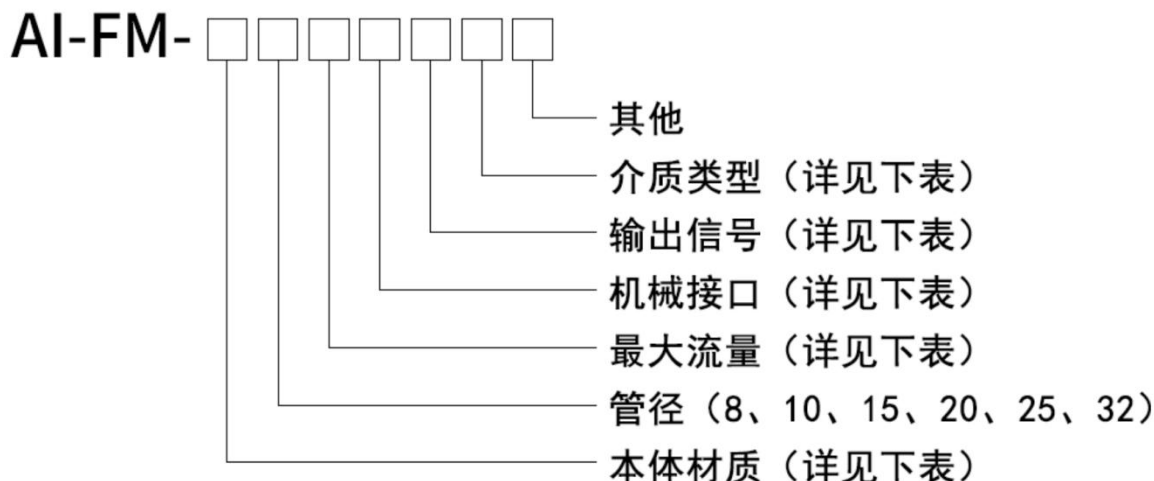 AI-FM-□□□□□□□
其他
介质类型（详见下表）
输出信号（详见下表）
机械接口（详见下表）
最大流量（详见下表）
管径（8、10、15、20、25、32）
本体材质（详见下表）